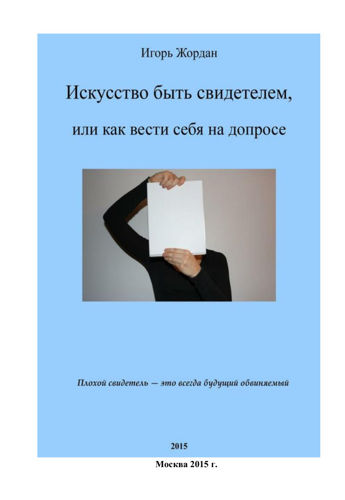 Игорь Жордан
Искусство быть свидетелем,
или как вести себя на допросе
Плохой свидетель — это всегда будущий обвиняемый
2015
Москва 2015 г.